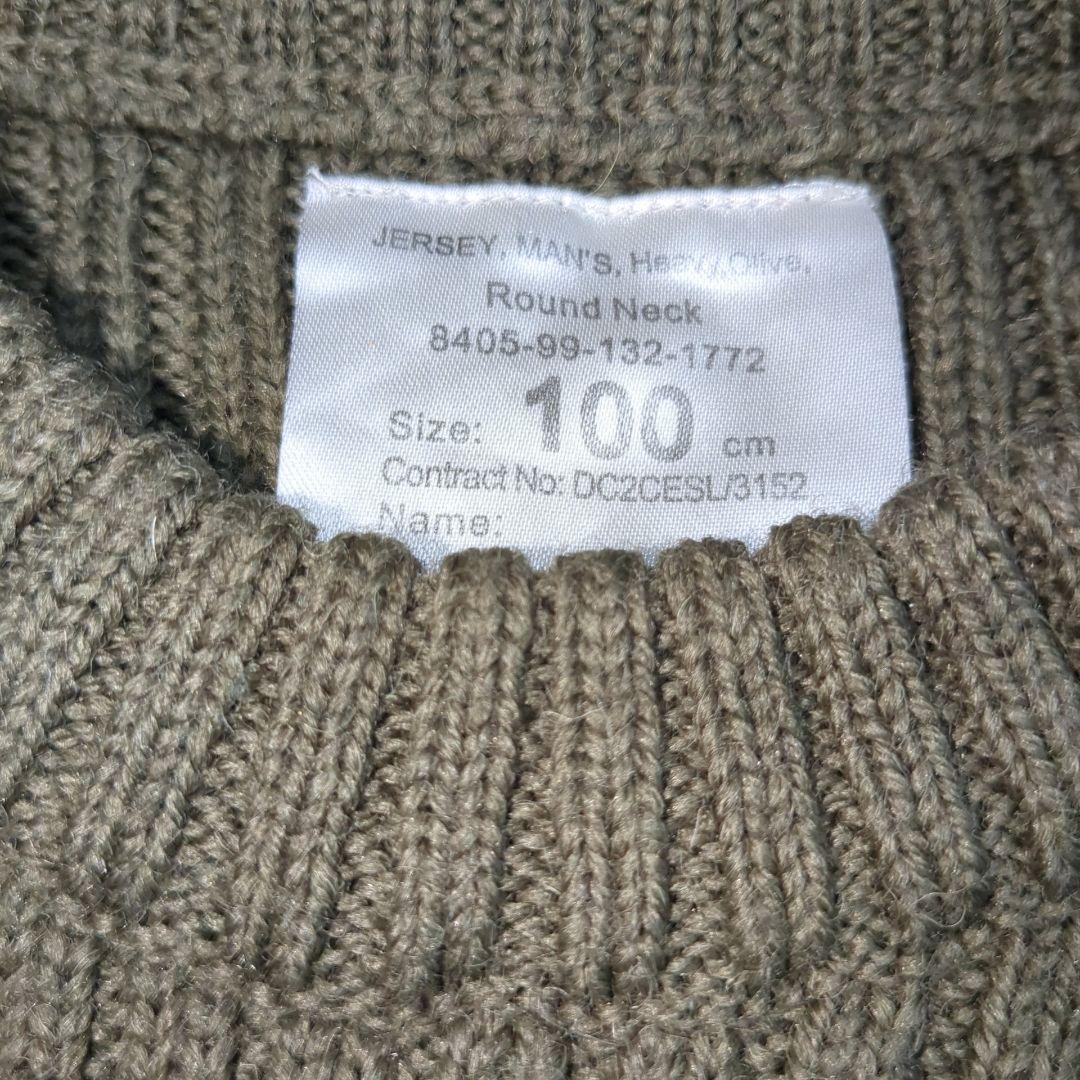 JERSEY, MAN'S, Heavy Olive,
Round Neck
8405-99-132-1772
Size: 100 cm
Contract No: DC2CESL/3152
Name: